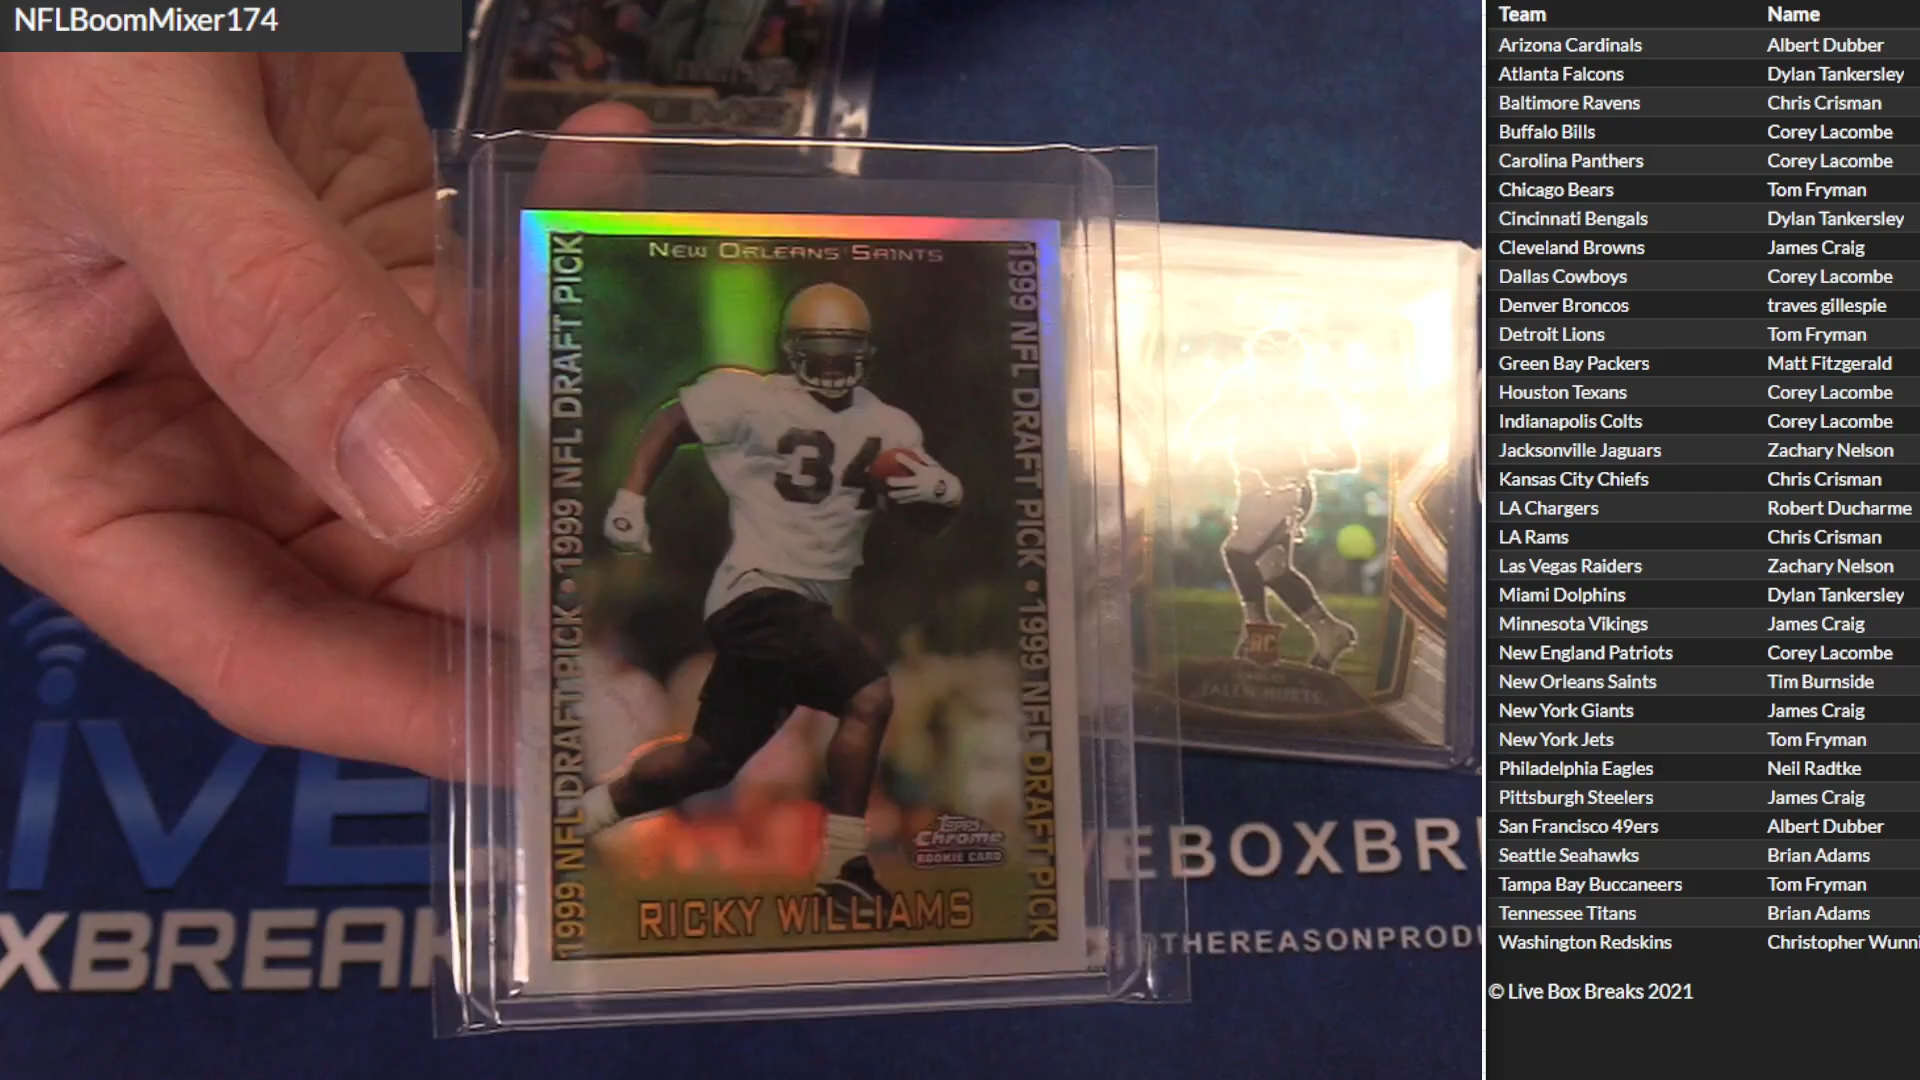 NFLBoomMixer174
NEW ORLEANS SAINTS
1999 NFL DRAFT PICK • 1999 NFL DRAFT PICK
1999 NFL DRAFT PICK • 1999 NFL DRAFT PICK
34
TOPPS
Chrome
ROOKIE CARD
RICKY WILLIAMS
RC
JALEN HURTS
LIVE
XBREAK
EBOXBR
THEREASONPROD
Team Name
Arizona Cardinals Albert Dubber
Atlanta Falcons Dylan Tankersley
Baltimore Ravens Chris Crisman
Buffalo Bills Corey Lacombe
Carolina Panthers Corey Lacombe
Chicago Bears Tom Fryman
Cincinnati Bengals Dylan Tankersley
Cleveland Browns James Craig
Dallas Cowboys Corey Lacombe
Denver Broncos traves gillespie
Detroit Lions Tom Fryman
Green Bay Packers Matt Fitzgerald
Houston Texans Corey Lacombe
Indianapolis Colts Corey Lacombe
Jacksonville Jaguars Zachary Nelson
Kansas City Chiefs Chris Crisman
LA Chargers Robert Ducharme
LA Rams Chris Crisman
Las Vegas Raiders Zachary Nelson
Miami Dolphins Dylan Tankersley
Minnesota Vikings James Craig
New England Patriots Corey Lacombe
New Orleans Saints Tim Burnside
New York Giants James Craig
New York Jets Tom Fryman
Philadelphia Eagles Neil Radtke
Pittsburgh Steelers James Craig
San Francisco 49ers Albert Dubber
Seattle Seahawks Brian Adams
Tampa Bay Buccaneers Tom Fryman
Tennessee Titans Brian Adams
Washington Redskins Christopher Wunni
© Live Box Breaks 2021